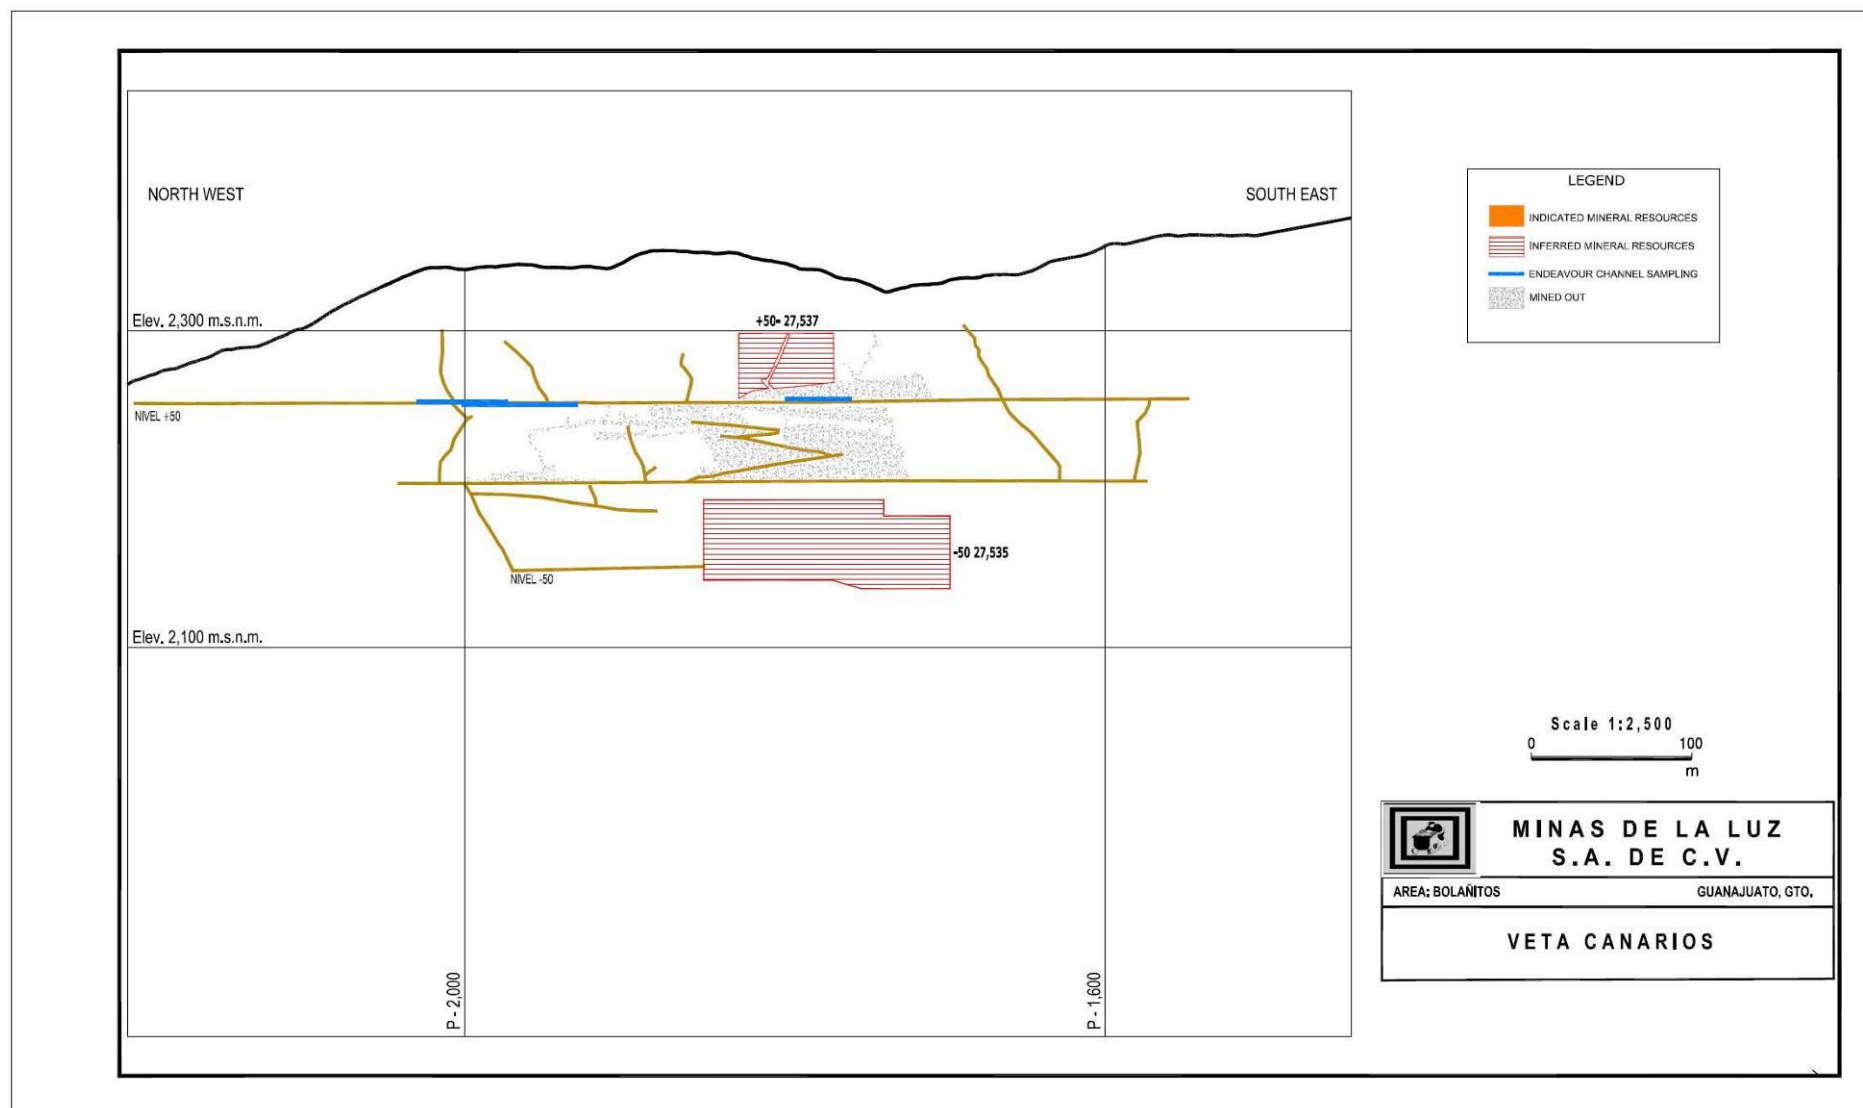 NORTH WEST
SOUTH EAST
Elev. 2,300 m.s.n.m.
+50- 27,537
NIVEL +50
-50 27,535
NIVEL -50
Elev. 2,100 m.s.n.m.
P - 2,000
P - 1,600
LEGEND
INDICATED MINERAL RESOURCES
INFERRED MINERAL RESOURCES
ENDEAVOUR CHANNEL SAMPLING
MINED OUT
Scale 1:2,500
0 100
m
MINAS DE LA LUZ
S.A. DE C.V.
AREA: BOLAÑITOS GUANAJUATO, GTO.
VETA CANARIOS